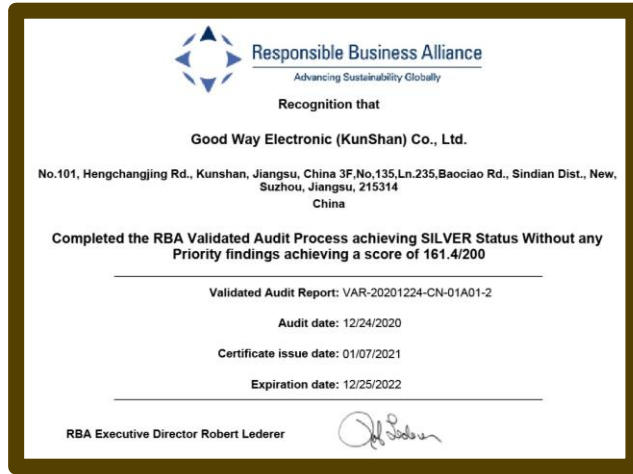 Responsible Business Alliance
Advancing Sustainability Globally
Recognition that
Good Way Electronic (KunShan) Co., Ltd.
No.101, Hengchangjing Rd., Kunshan, Jiangsu, China 3F,No,135,Ln.235,Baociao Rd., Sindian Dist., New,
Suzhou, Jiangsu, 215314
China
Completed the RBA Validated Audit Process achieving SILVER Status Without any
Priority findings achieving a score of 161.4/200
Validated Audit Report: VAR-20201224-CN-01A01-2
Audit date: 12/24/2020
Certificate issue date: 01/07/2021
Expiration date: 12/25/2022
RBA Executive Director Robert Lederer